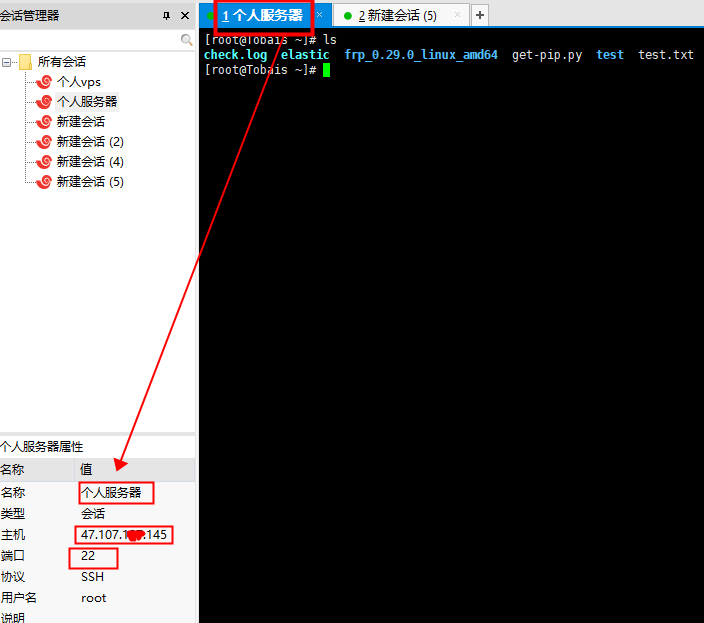 会话管理器
1 个人服务器
2 新建会话 (5)
所有会话
个人vps
个人服务器
新建会话
新建会话 (2)
新建会话 (4)
新建会话 (5)
[root@Tobais ~]# ls
check.log elastic frp_0.29.0_linux_amd64 get-pip.py test test.txt
[root@Tobais ~]#
个人服务器属性
名称 值
名称 个人服务器
类型 会话
主机 47.107. .145
端口 22
协议 SSH
用户名 root
说明